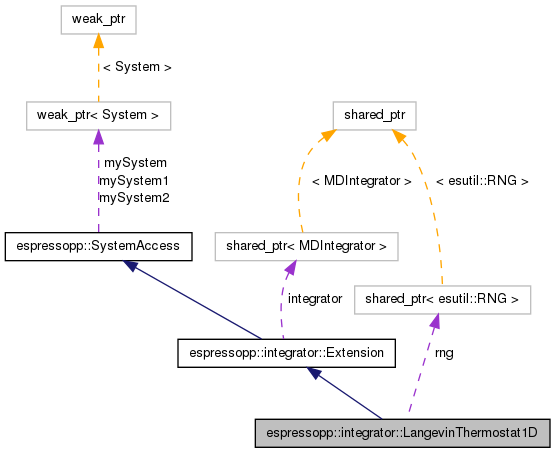 weak_ptr
< System >
weak_ptr< System >
shared_ptr
mySystem
mySystem1
mySystem2
< MDIntegrator >
< esutil::RNG >
espressopp::SystemAccess
shared_ptr< MDIntegrator >
integrator
shared_ptr< esutil::RNG >
espressopp::integrator::Extension
rng
espressopp::integrator::LangevinThermostat1D